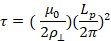 τ = (μ₀/2ρ⊥)(Lₚ/2π)²